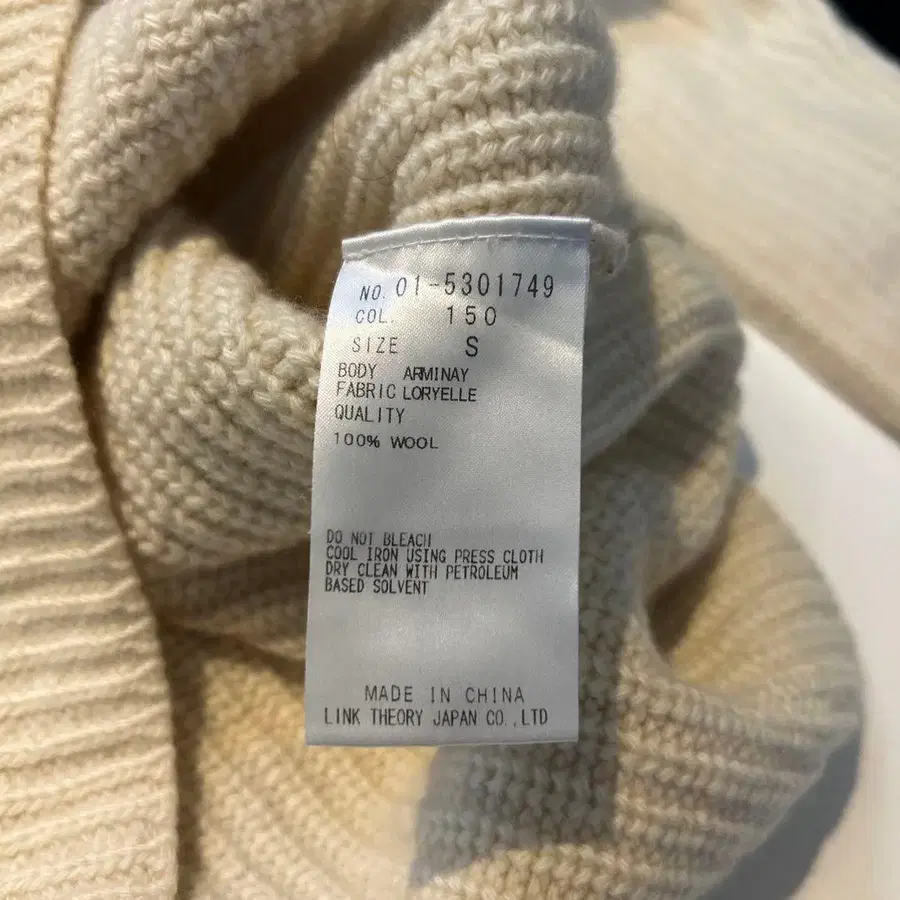 NO. 01-5301749
COL. 150
SIZE S
BODY ARMINAY
FABRIC LORYELLE
QUALITY
100% WOOL
DO NOT BLEACH
COOL IRON USING PRESS CLOTH
DRY CLEAN WITH PETROLEUM
BASED SOLVENT
MADE IN CHINA
LINK THEORY JAPAN CO.,LTD